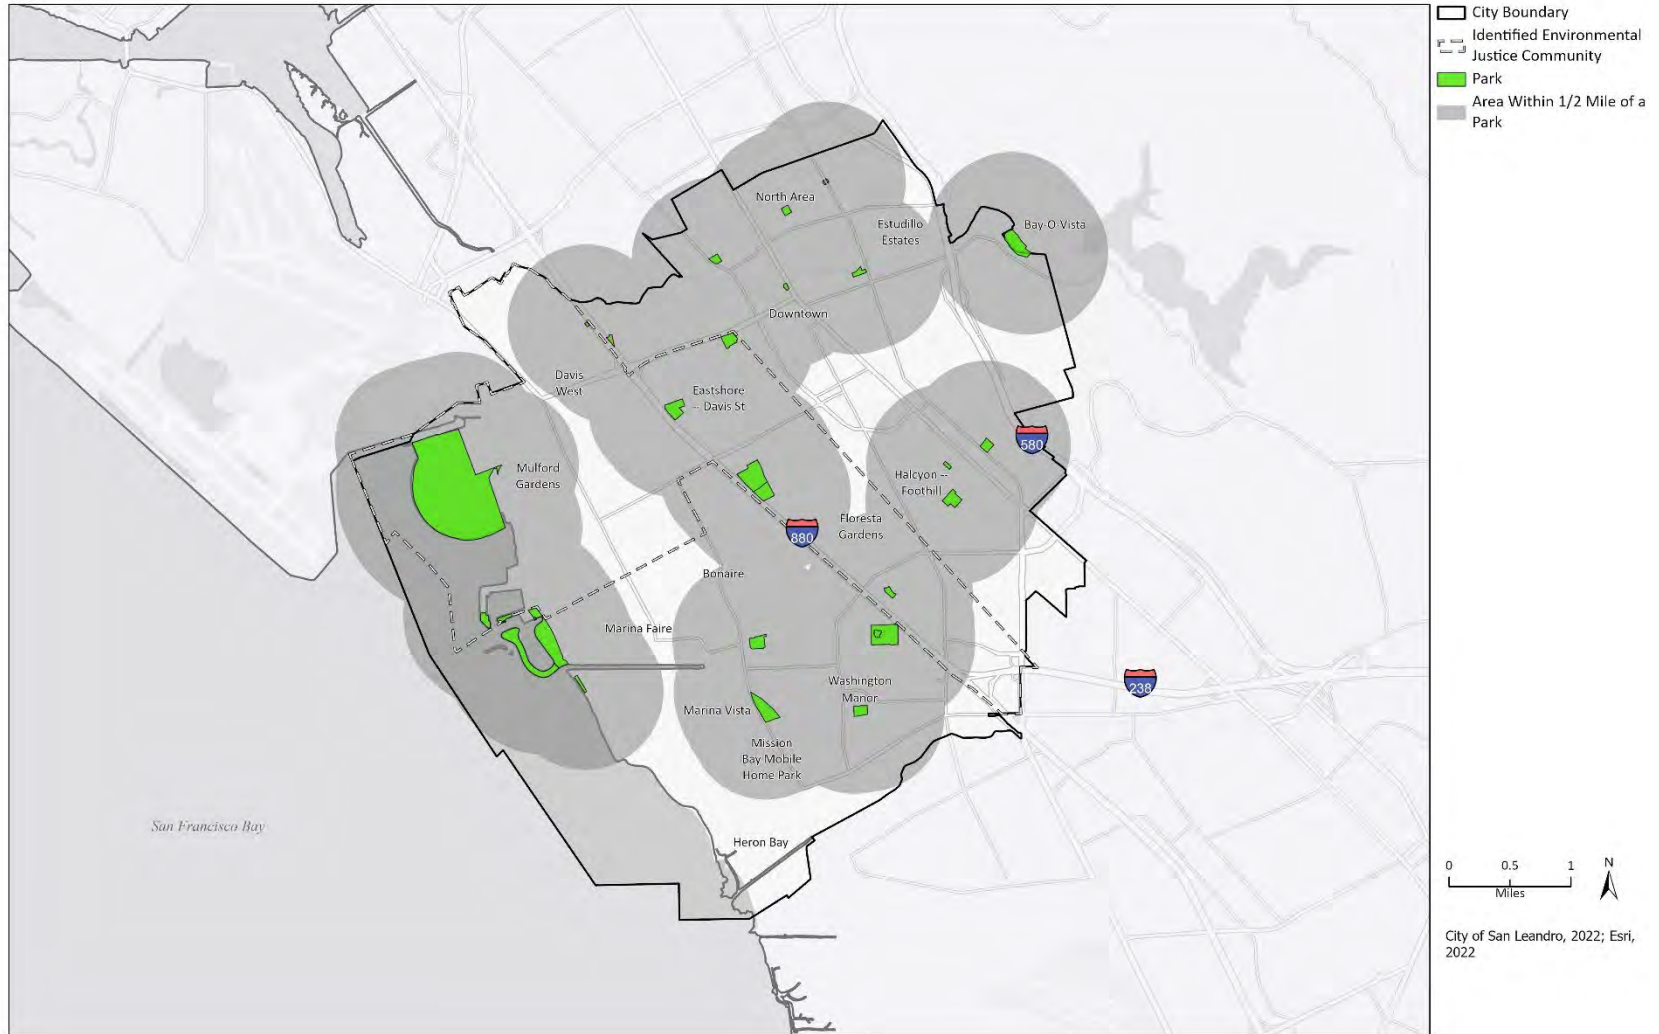 City Boundary
Identified Environmental
Justice Community
Park
Area Within 1/2 Mile of a
Park
North Area
Estudillo
Estates
Bay-O-Vista
Downtown
Davis
West
Eastshore
-- Davis St
580
Mulford
Gardens
Halcyon --
Foothill
Floresta
Gardens
880
Bonaire
Marina Faire
Washington
Manor
238
Marina Vista
Mission
Bay Mobile
Home Park
San Francisco Bay
Heron Bay
0 0.5 1
Miles
N
City of San Leandro, 2022; Esri,
2022